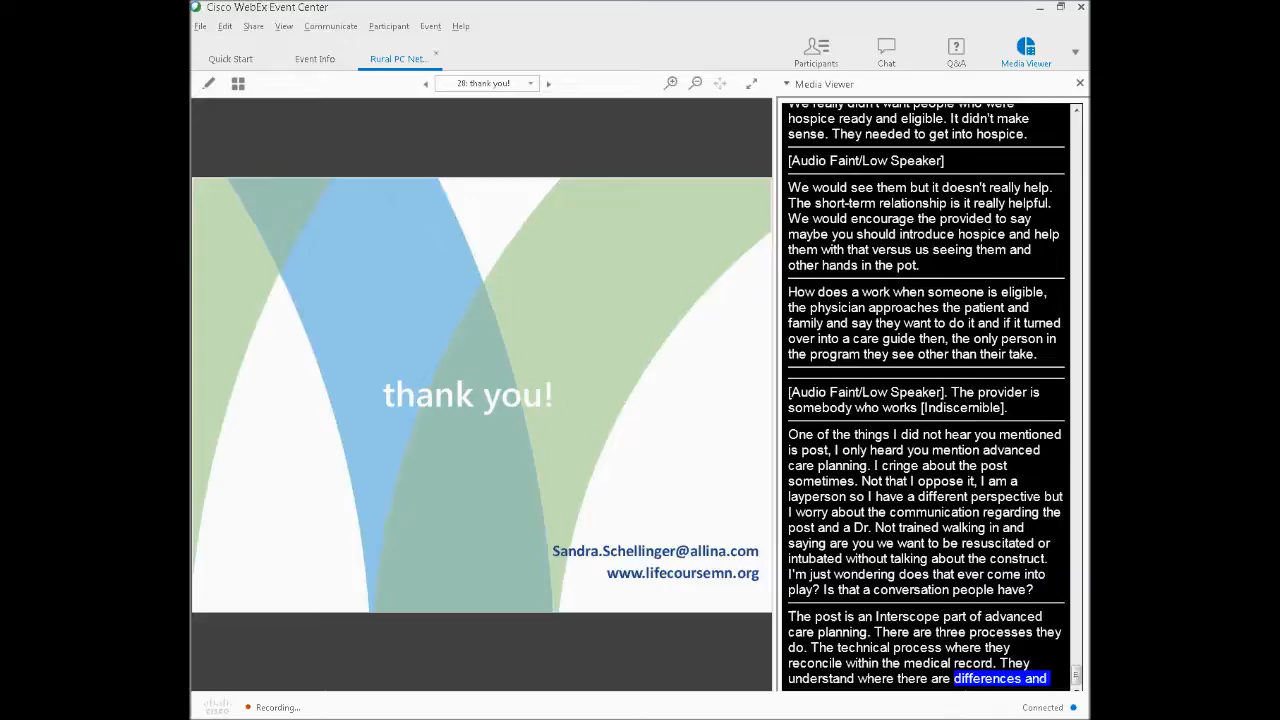 Cisco WebEx Event Center
File Edit Share View Communicate Participant Event Help
Quick Start Event Info Rural PC Net...
Participants Chat Q&A Media Viewer
28: thank you!
Media Viewer
thank you!
Sandra.Schellinger@allina.com
www.lifecoursemn.org
We really didn't want people who were
hospice ready and eligible. It didn't make
sense. They needed to get into hospice.
[Audio Faint/Low Speaker]
We would see them but it doesn't really help.
The short-term relationship is it really helpful.
We would encourage the provided to say
maybe you should introduce hospice and help
them with that versus us seeing them and
other hands in the pot.
How does a work when someone is eligible,
the physician approaches the patient and
family and say they want to do it and if it turned
over into a care guide then, the only person in
the program they see other than their take.
[Audio Faint/Low Speaker]. The provider is
somebody who works [Indiscernible].
One of the things I did not hear you mentioned
is post, I only heard you mention advanced
care planning. I cringe about the post
sometimes. Not that I oppose it, I am a
layperson so I have a different perspective but
I worry about the communication regarding the
post and a Dr. Not trained walking in and
saying are you we want to be resuscitated or
intubated without talking about the construct.
I'm just wondering does that ever come into
play? Is that a conversation people have?
The post is an Interscope part of advanced
care planning. There are three processes they
do. The technical process where they
reconcile within the medical record. They
understand where there are differences and
cisco
Recording...
Connected